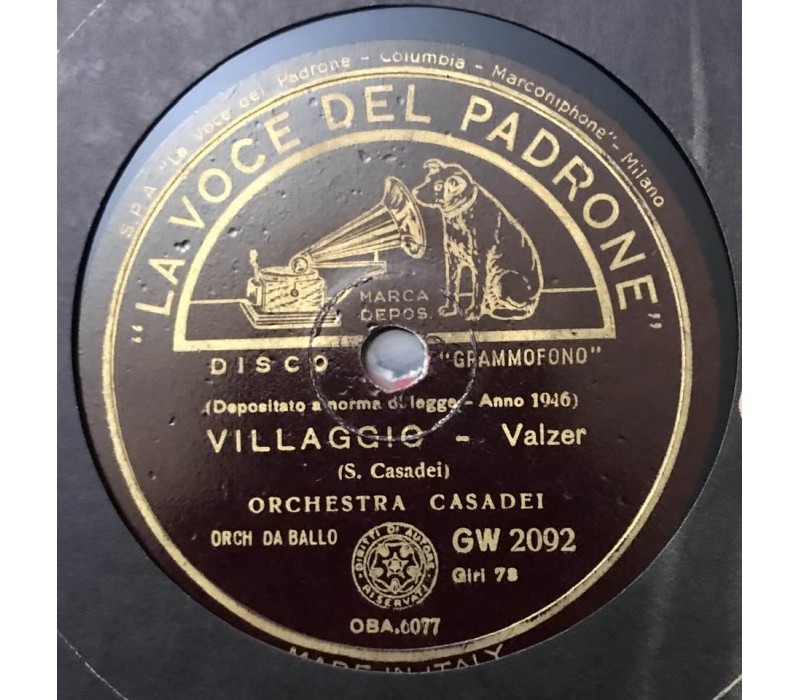 S.P.A. "La Voce del Padrone - Columbia - Marconiphone" - Milano
"LA VOCE DEL PADRONE"
MARCA
DEPOS.
DISCO "GRAMMOFONO"
(Depositato a norma di legge - Anno 1946)
VILLAGGIO - Valzer
(S. Casadei)
ORCHESTRA CASADEI
ORCH DA BALLO
DIRITTI DI AUTORE
RISERVATI
GW 2092
Giri 78
OBA.6077
MADE IN ITALY